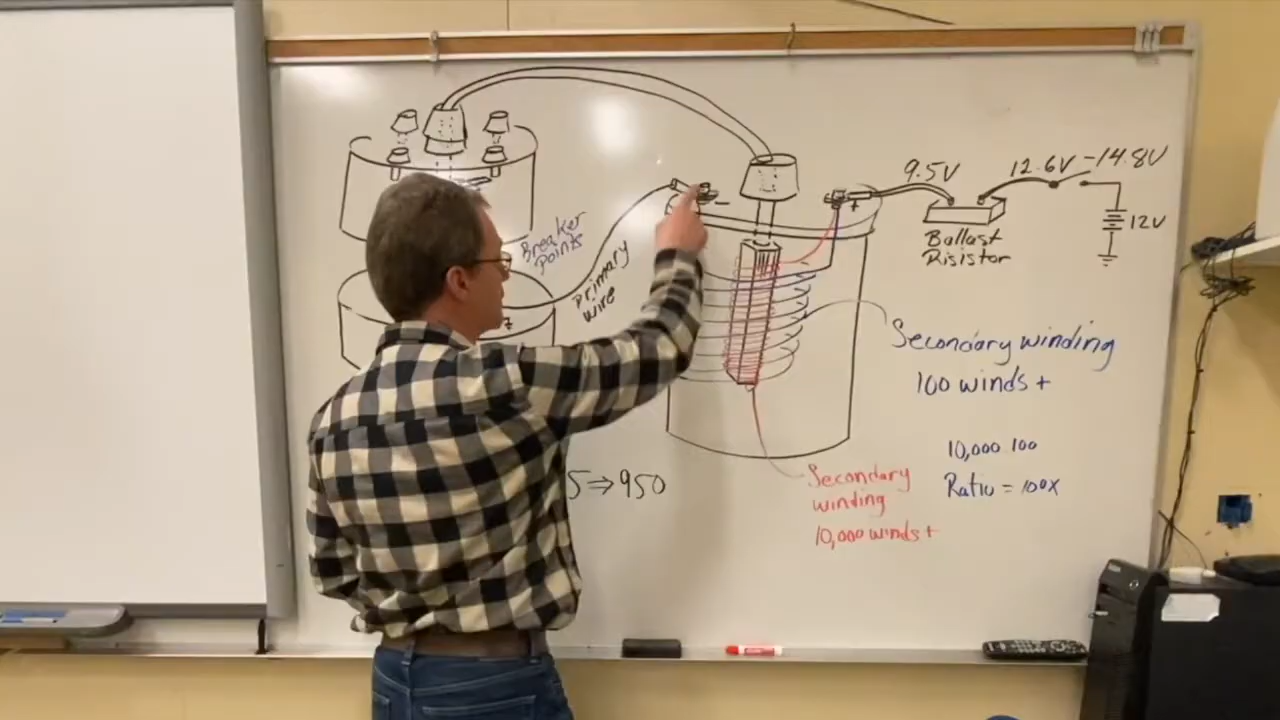 Breaker
Points
primary
wire
-
+
9.5V
12.6V-14.8V
12V
Ballast
Risistor
Secondary winding
100 winds +
10,000 100
Ratio = 100x
5⇒950
Secondary
winding
10,000 winds +